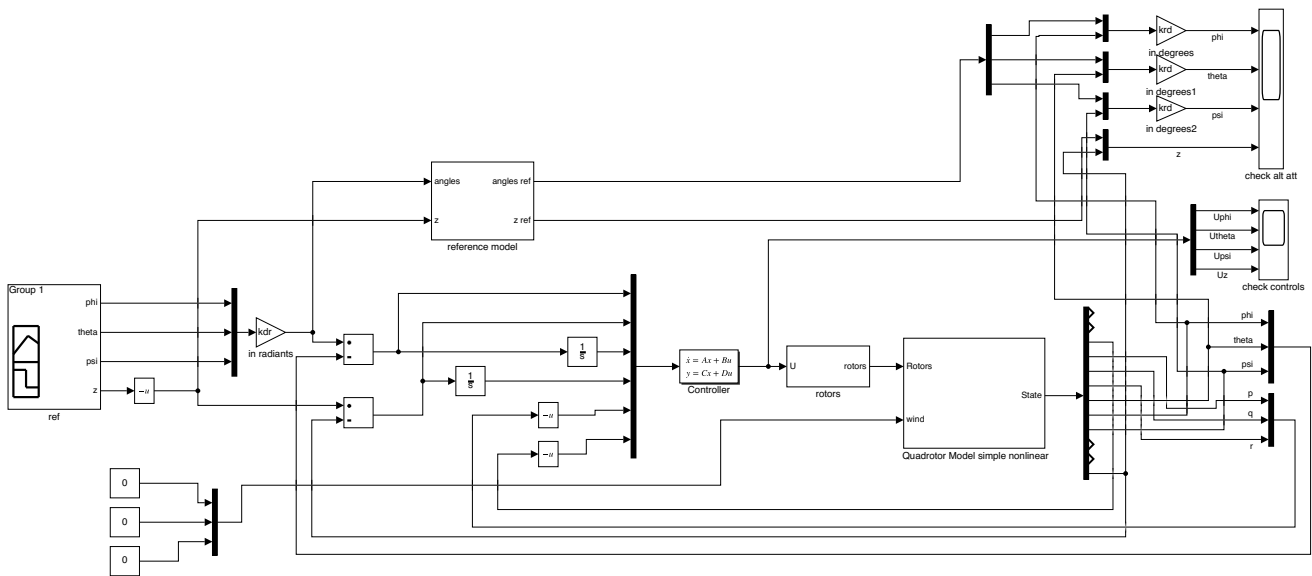 krd
phi
in degrees
krd
theta
in degrees1
krd
psi
in degrees2
z
check alt att
angles
angles ref
z
z ref
reference model
Uphi
Utheta
Upsi
Uz
check controls
Group 1
phi
theta
psi
z
ref
-u
kdr
in radiants
1
s
1
s
-u
-u
ẋ = Ax + Bu
y = Cx + Du
Controller
U
rotors
rotors
Rotors
wind
State
Quadrotor Model simple nonlinear
phi
theta
psi
p
q
r
0
0
0